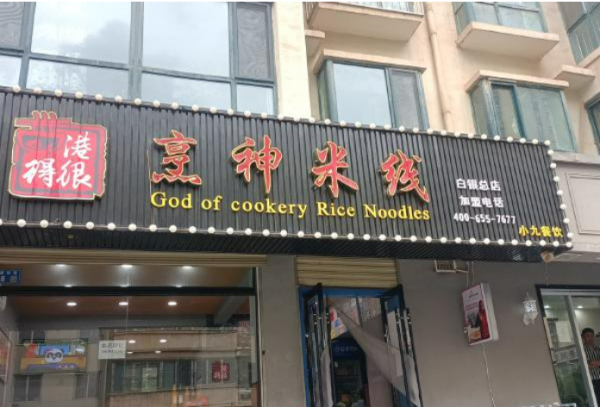 港很
得
烹神米线
God of cookery Rice Noodles
白银总店
加盟电话
400-655-7677
小九餐饮